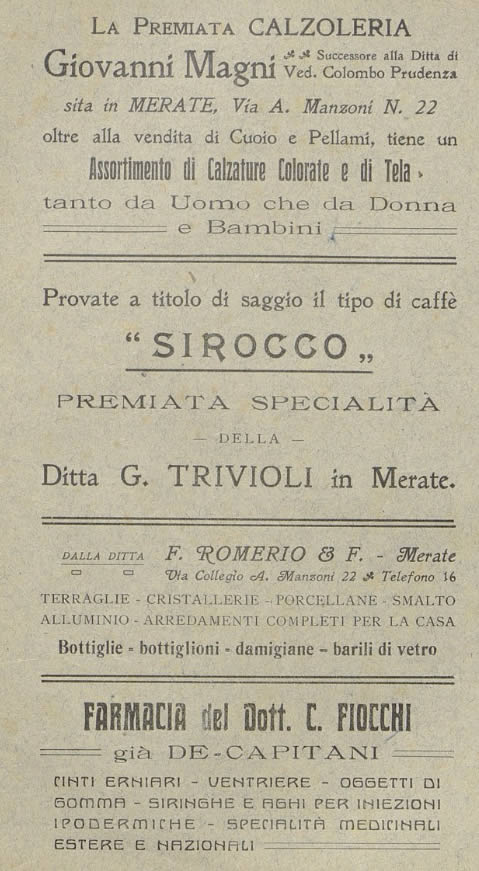 La Premiata CALZOLERIA
Giovanni Magni Successore alla Ditta di
Ved. Colombo Prudenza
sita in MERATE, Via A. Manzoni N. 22
oltre alla vendita di Cuoio e Pellami, tiene un
Assortimento di Calzature Colorate e di Tela
tanto da Uomo che da Donna
e Bambini
Provate a titolo di saggio il tipo di caffè
“ SIROCCO „
PREMIATA SPECIALITÀ
— DELLA —
Ditta G. TRIVIOLI in Merate.
DALLA DITTA F. ROMERIO & F. - Merate
Via Collegio A. Manzoni 22 Telefono 16
TERRAGLIE - CRISTALLERIE - PORCELLANE - SMALTO
ALLUMINIO - ARREDAMENTI COMPLETI PER LA CASA
Bottiglie - bottiglioni - damigiane - barili di vetro
FARMACIA del Dott. C. FIOCCHI
già DE-CAPITANI
CINTI ERNIARI - VENTRIERE - OGGETTI DI
GOMMA - SIRINGHE E AGHI PER INIEZIONI
IPODERMICHE - SPECIALITÀ MEDICINALI
ESTERE E NAZIONALI